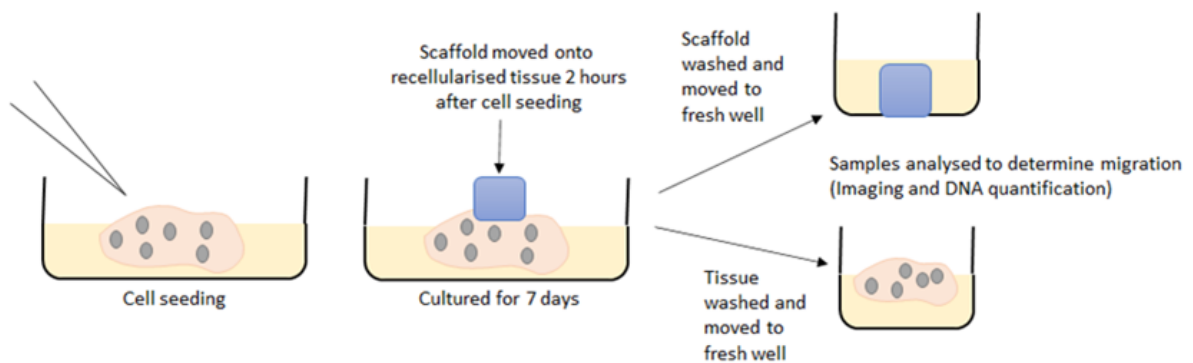 Cell seeding
Scaffold moved onto
recellularised tissue 2 hours
after cell seeding
Cultured for 7 days
Scaffold
washed and
moved to
fresh well
Samples analysed to determine migration
(Imaging and DNA quantification)
Tissue
washed and
moved to
fresh well